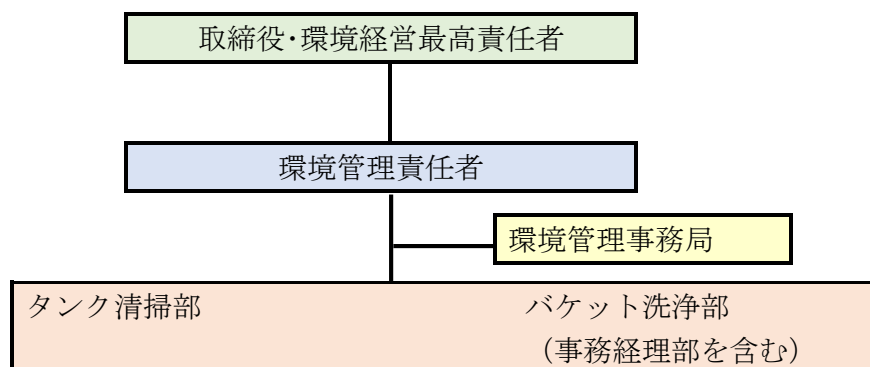 取締役･環境経営最高責任者
環境管理責任者
環境管理事務局
タンク清掃部
バケット洗浄部
（事務経理部を含む）